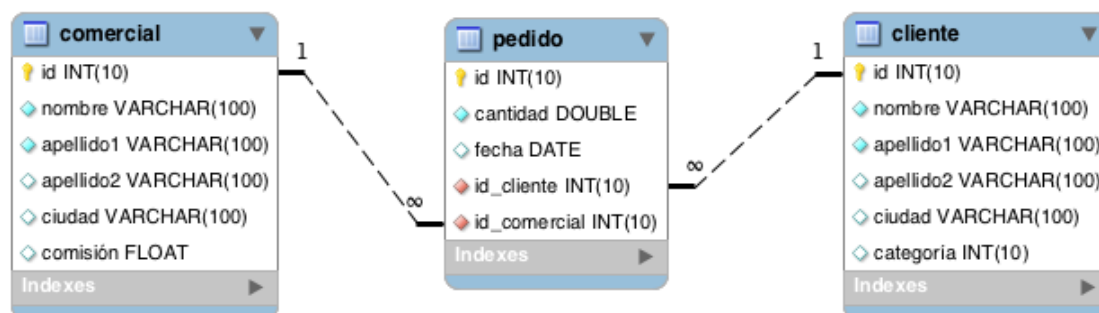 comercial
id INT(10)
nombre VARCHAR(100)
apellido1 VARCHAR(100)
apellido2 VARCHAR(100)
ciudad VARCHAR(100)
comisión FLOAT
Indexes
1
∞
pedido
id INT(10)
cantidad DOUBLE
fecha DATE
id_cliente INT(10)
id_comercial INT(10)
Indexes
1
∞
cliente
id INT(10)
nombre VARCHAR(100)
apellido1 VARCHAR(100)
apellido2 VARCHAR(100)
ciudad VARCHAR(100)
categoría INT(10)
Indexes